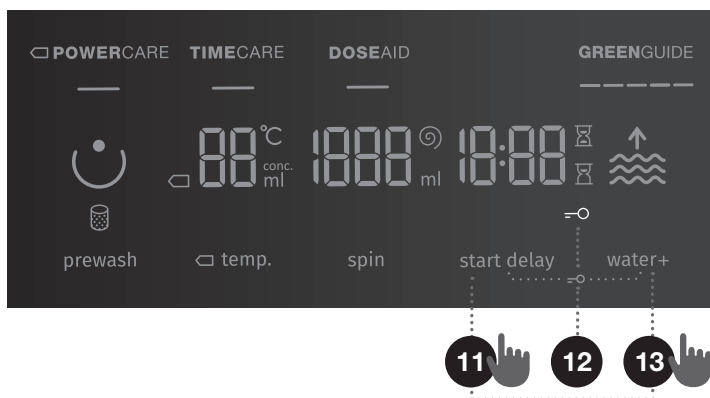 POWERCARE TIMECARE DOSEAID GREENGUIDE
88 °C 1888 18:88
conc.
ml ml
prewash temp. spin start delay water+
11 12 13